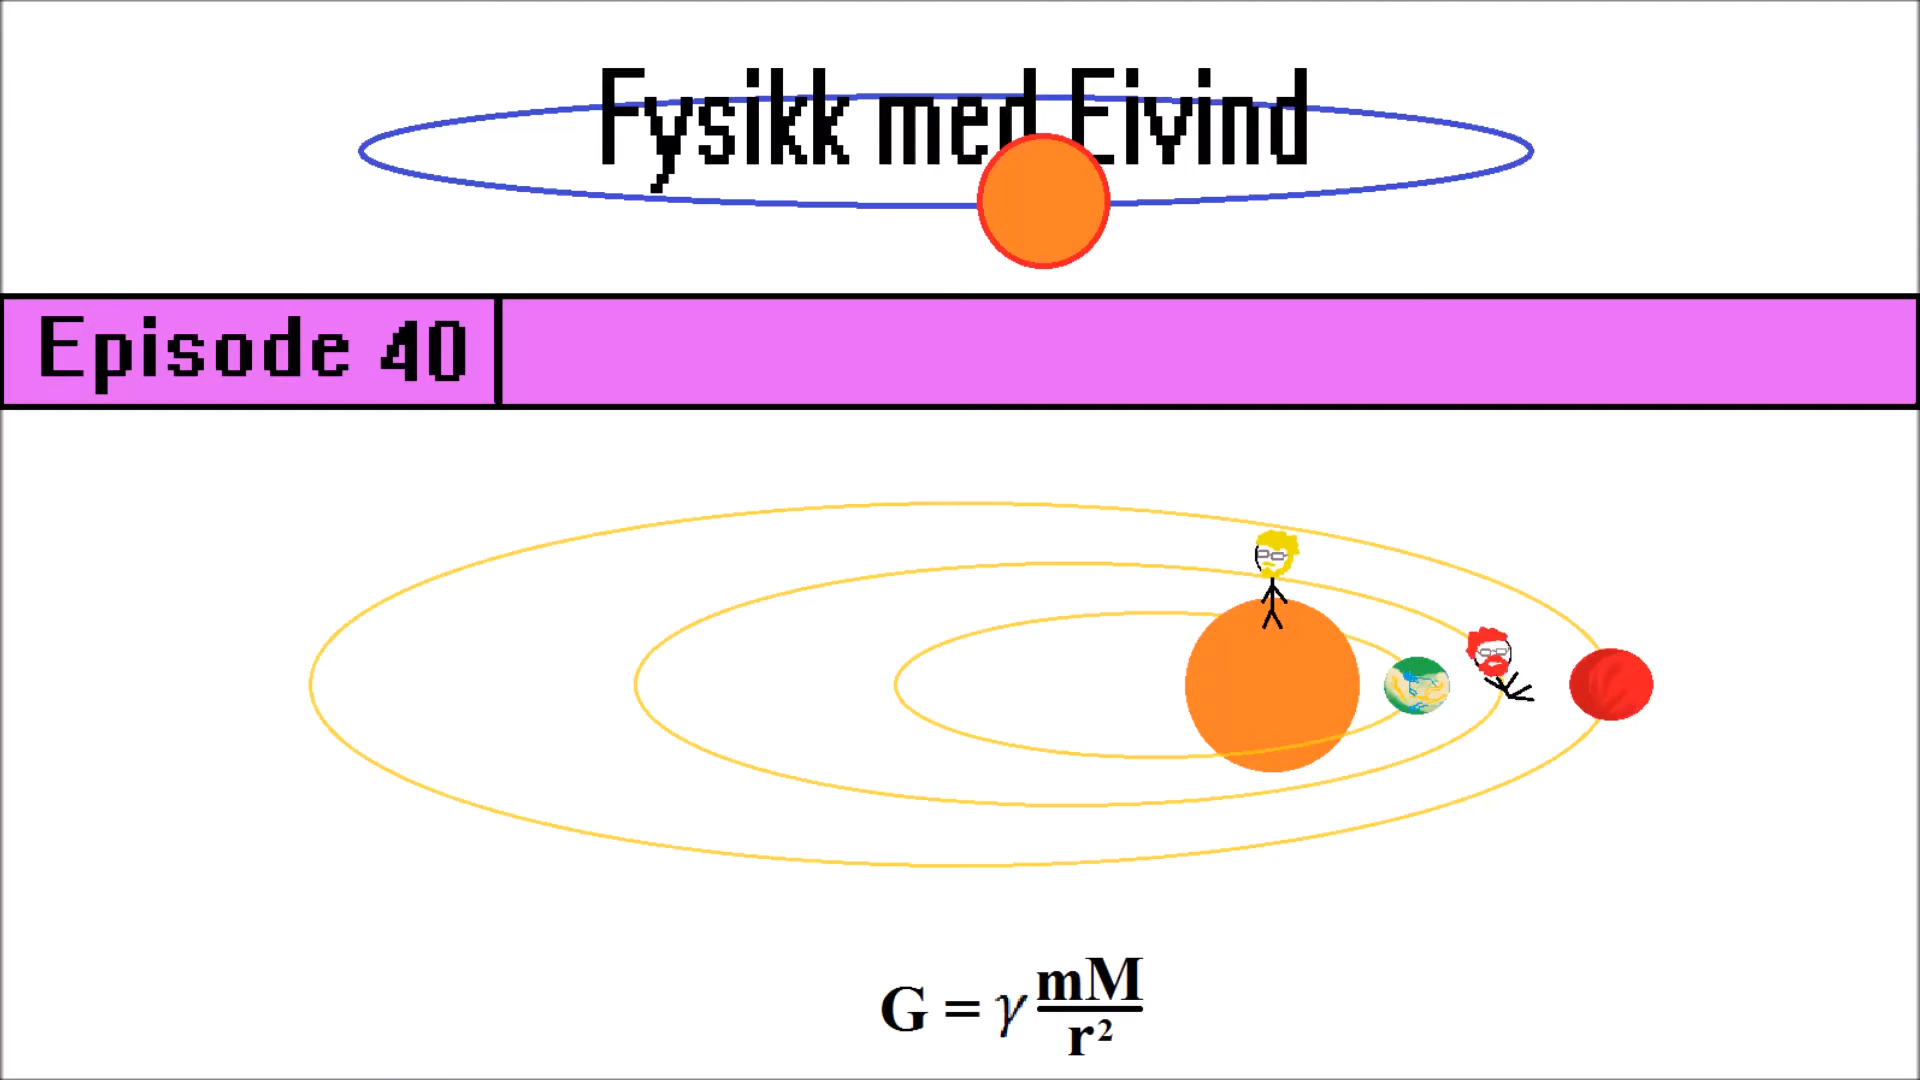 Fysikk med Eivind
Episode 40
G = γ mM/r²